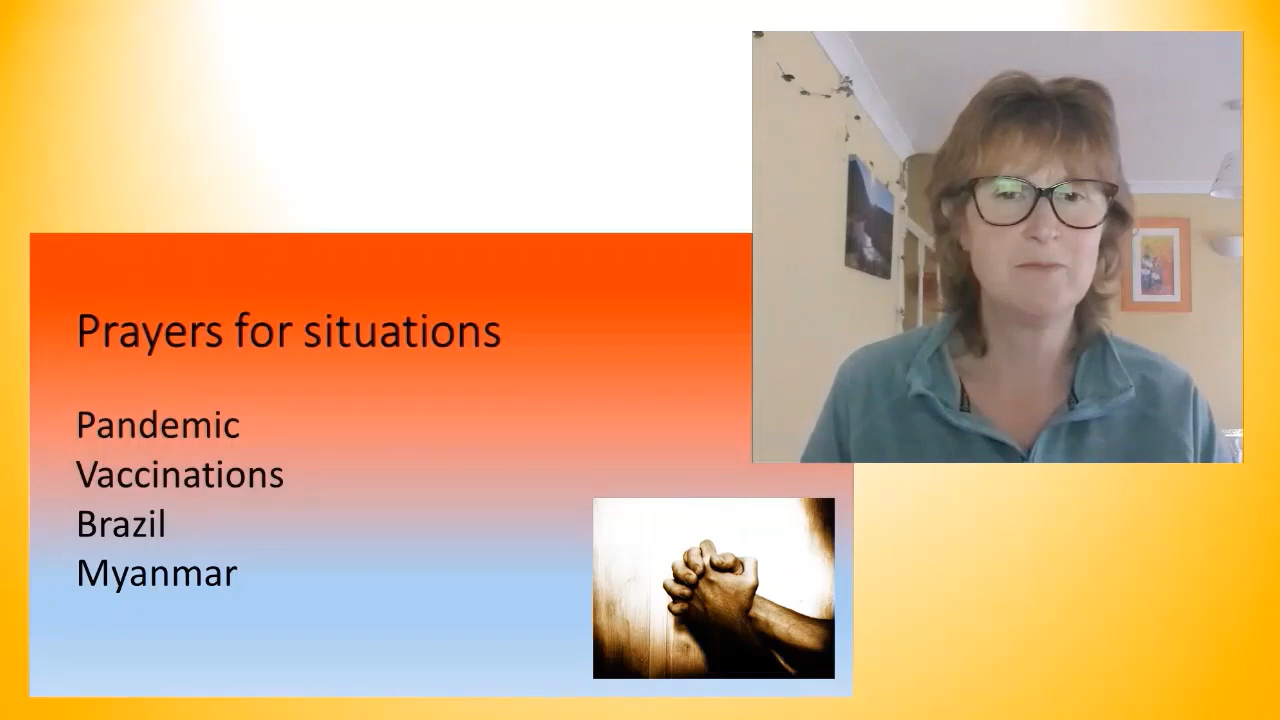 Prayers for situations
Pandemic
Vaccinations
Brazil
Myanmar